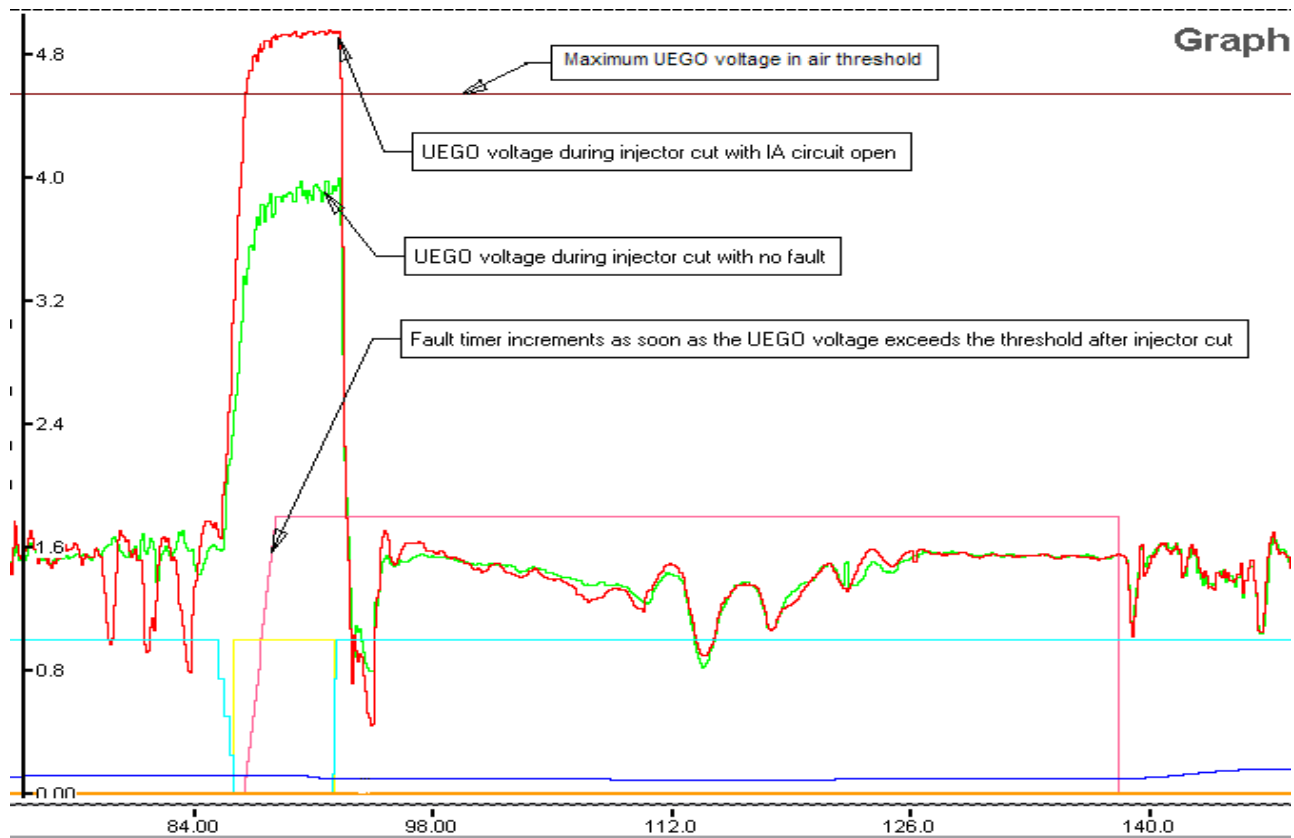 Graph
4.8
Maximum UEGO voltage in air threshold
UEGO voltage during injector cut with IA circuit open
4.0
UEGO voltage during injector cut with no fault
3.2
Fault timer increments as soon as the UEGO voltage exceeds the threshold after injector cut
2.4
1.6
0.8
0.00
84.00 98.00 112.0 126.0 140.0